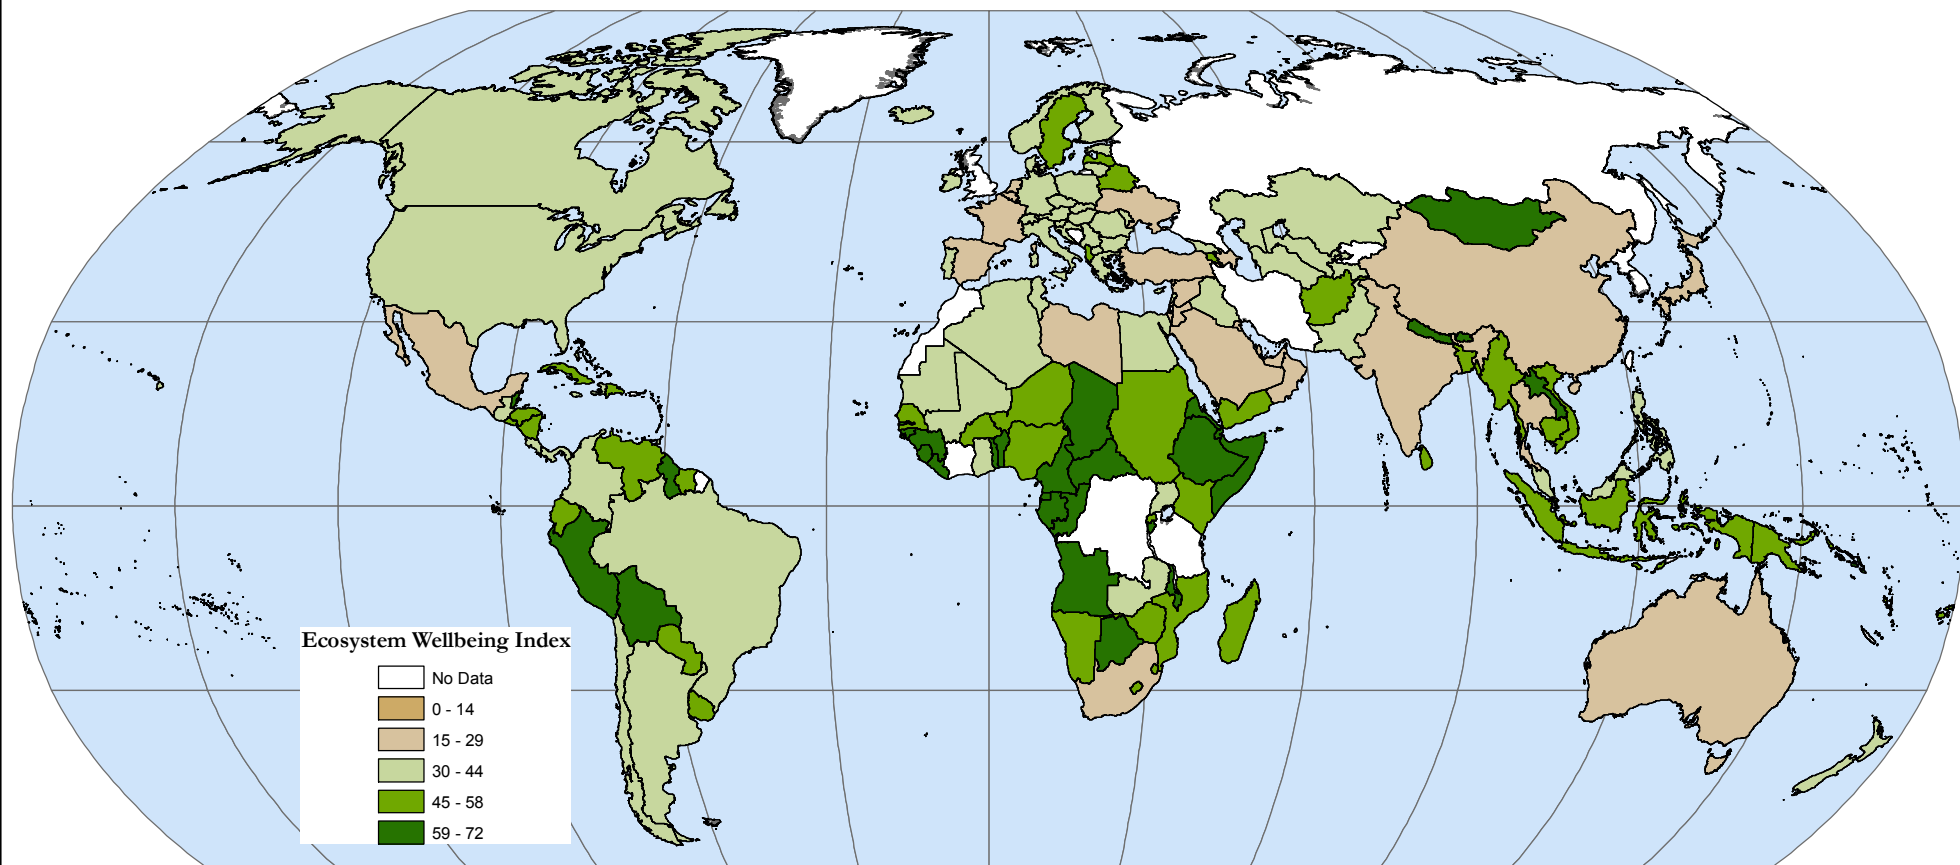 Ecosystem Wellbeing Index
No Data
0 - 14
15 - 29
30 - 44
45 - 58
59 - 72